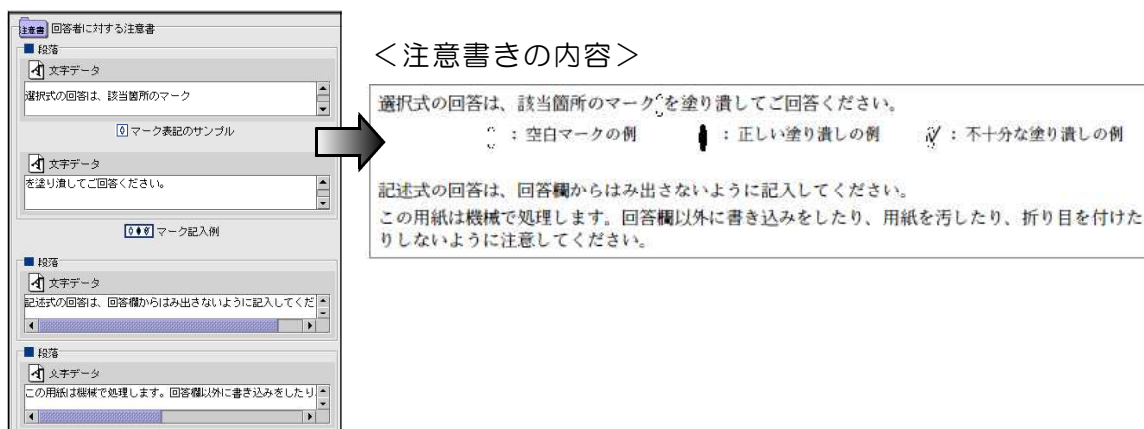 注意書 回答者に対する注意書
段落
文字データ
選択式の回答は、該当箇所のマーク
マーク表記のサンプル
文字データ
を塗り潰してご回答ください。
マーク記入例
段落
文字データ
記述式の回答は、回答欄からはみ出さないように記入してくだ
段落
文字データ
この用紙は機械で処理します。回答欄以外に書き込みをしたり
＜注意書きの内容＞
選択式の回答は、該当箇所のマークを塗り潰してご回答ください。
：空白マークの例 ：正しい塗り潰しの例 ：不十分な塗り潰しの例
記述式の回答は、回答欄からはみ出さないように記入してください。
この用紙は機械で処理します。回答欄以外に書き込みをしたり、用紙を汚したり、折り目を付けた
りしないように注意してください。